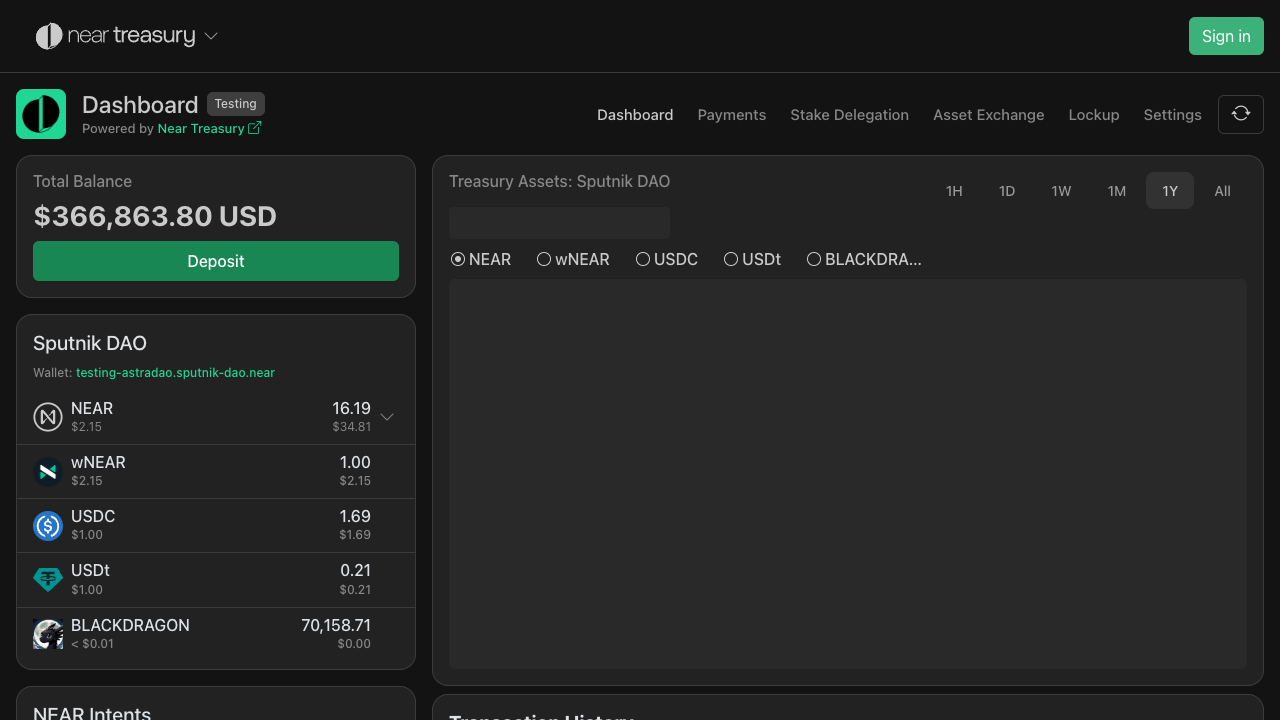 near treasury
Sign in
Dashboard Testing
Powered by Near Treasury
Dashboard Payments Stake Delegation Asset Exchange Lockup Settings
Total Balance
$366,863.80 USD
Deposit
Sputnik DAO
Wallet: testing-astradao.sputnik-dao.near
NEAR 16.19
$2.15 $34.81
wNEAR 1.00
$2.15 $2.15
USDC 1.69
$1.00 $1.69
USDt 0.21
$1.00 $0.21
BLACKDRAGON 70,158.71
< $0.01 $0.00
NEAR Intents
Treasury Assets: Sputnik DAO
1H 1D 1W 1M 1Y All
NEAR wNEAR USDC USDt BLACKDRA...
Transaction History